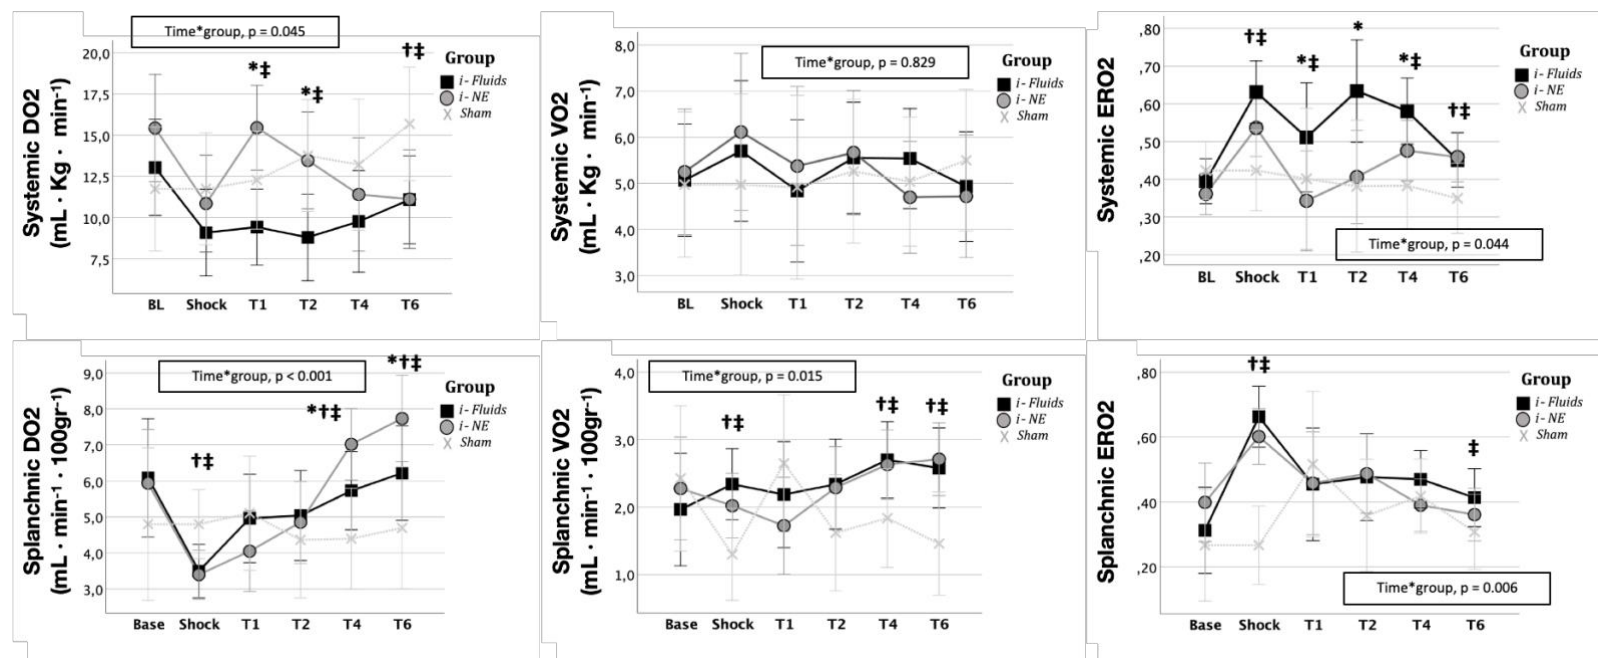 Time*group, p = 0.045
Systemic DO2
(mL · Kg · min⁻¹)
20,0
17,5
15,0
12,5
10,0
7,5
*‡
*‡
†‡
Group
i- Fluids
i- NE
Sham
BL Shock T1 T2 T4 T6
Time*group, p = 0.829
Systemic VO2
(mL · Kg · min⁻¹)
8,0
7,0
6,0
5,0
4,0
3,0
Group
i- Fluids
i- NE
Sham
BL Shock T1 T2 T4 T6
Systemic ERO2
,80
,70
,60
,50
,40
,30
,20
†‡
*‡
*
*‡
†‡
Group
i- Fluids
i- NE
Sham
Time*group, p = 0.044
BL Shock T1 T2 T4 T6
Time*group, p < 0.001
Splanchnic DO2
(mL · min⁻¹ · 100gr⁻¹)
9,0
8,0
7,0
6,0
5,0
4,0
3,0
†‡
*†‡
*†‡
Group
i- Fluids
i- NE
Sham
Base Shock T1 T2 T4 T6
Time*group, p = 0.015
Splanchnic VO2
(mL · min⁻¹ · 100gr⁻¹)
4,0
3,0
2,0
1,0
†‡
†‡
†‡
Group
i- Fluids
i- NE
Sham
Base Shock T1 T2 T4 T6
Splanchnic ERO2
,80
,60
,40
,20
†‡
‡
Group
i- Fluids
i- NE
Sham
Time*group, p = 0.006
Base Shock T1 T2 T4 T6